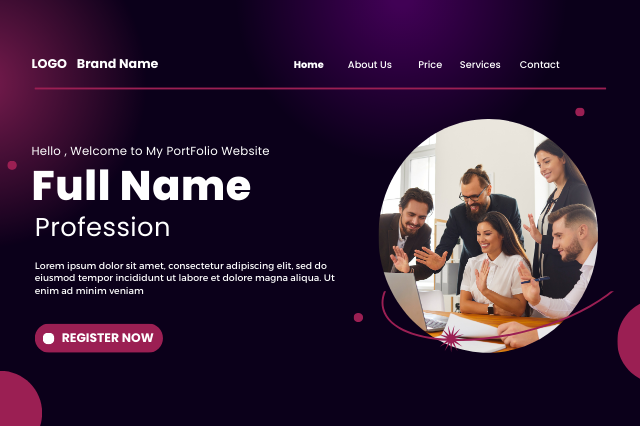 LOGO Brand Name
Home About Us Price Services Contact
Hello , Welcome to My PortFolio Website
Full Name
Profession
Lorem ipsum dolor sit amet, consectetur adipiscing elit, sed do
eiusmod tempor incididunt ut labore et dolore magna aliqua. Ut
enim ad minim veniam
REGISTER NOW